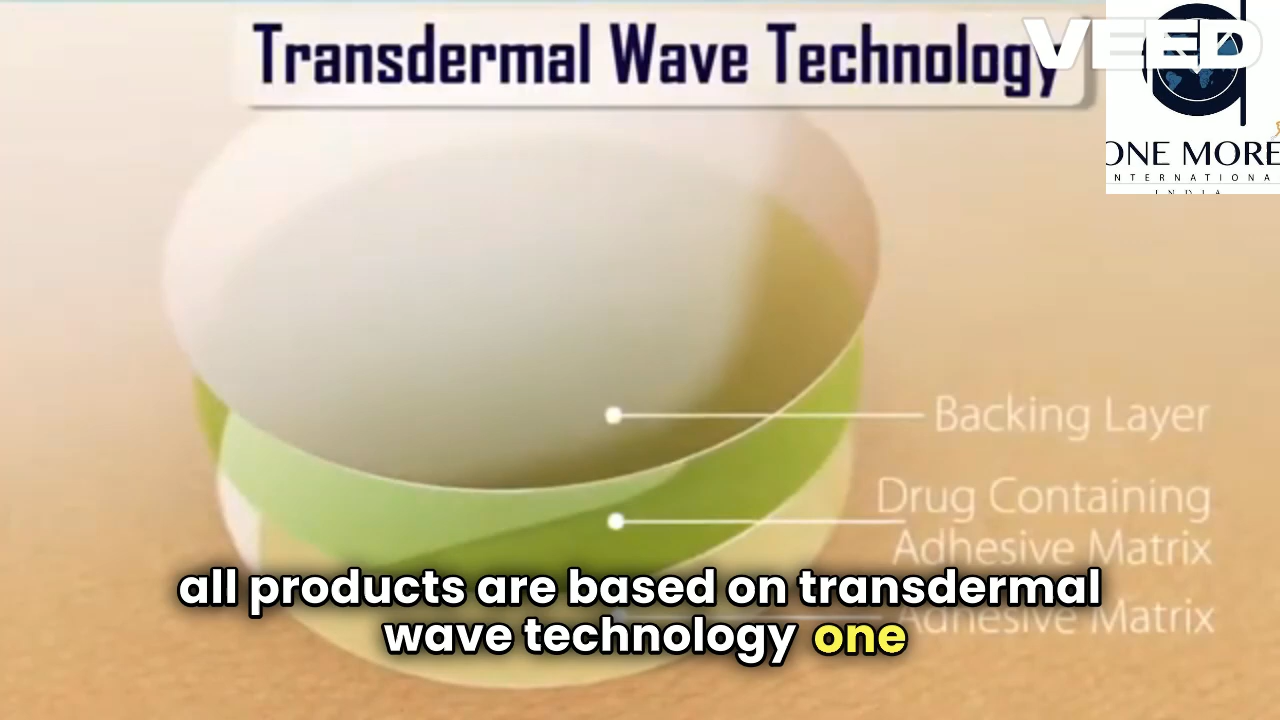 Transdermal Wave Technology
VEED
ONE MORE
NTERNATIONA
INDIA
Backing Layer
Drug Containing
Adhesive Matrix
Adhesive Matrix
all products are based on transdermal
wave technology one